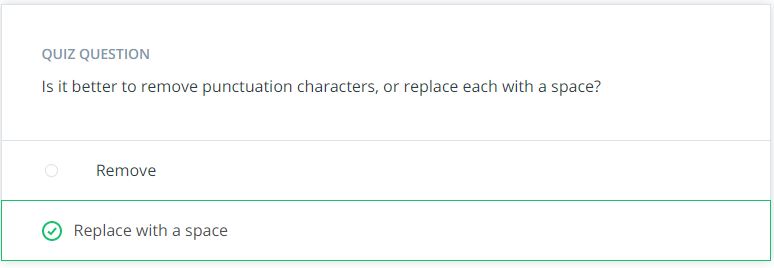 QUIZ QUESTION
Is it better to remove punctuation characters, or replace each with a space?
Remove
Replace with a space